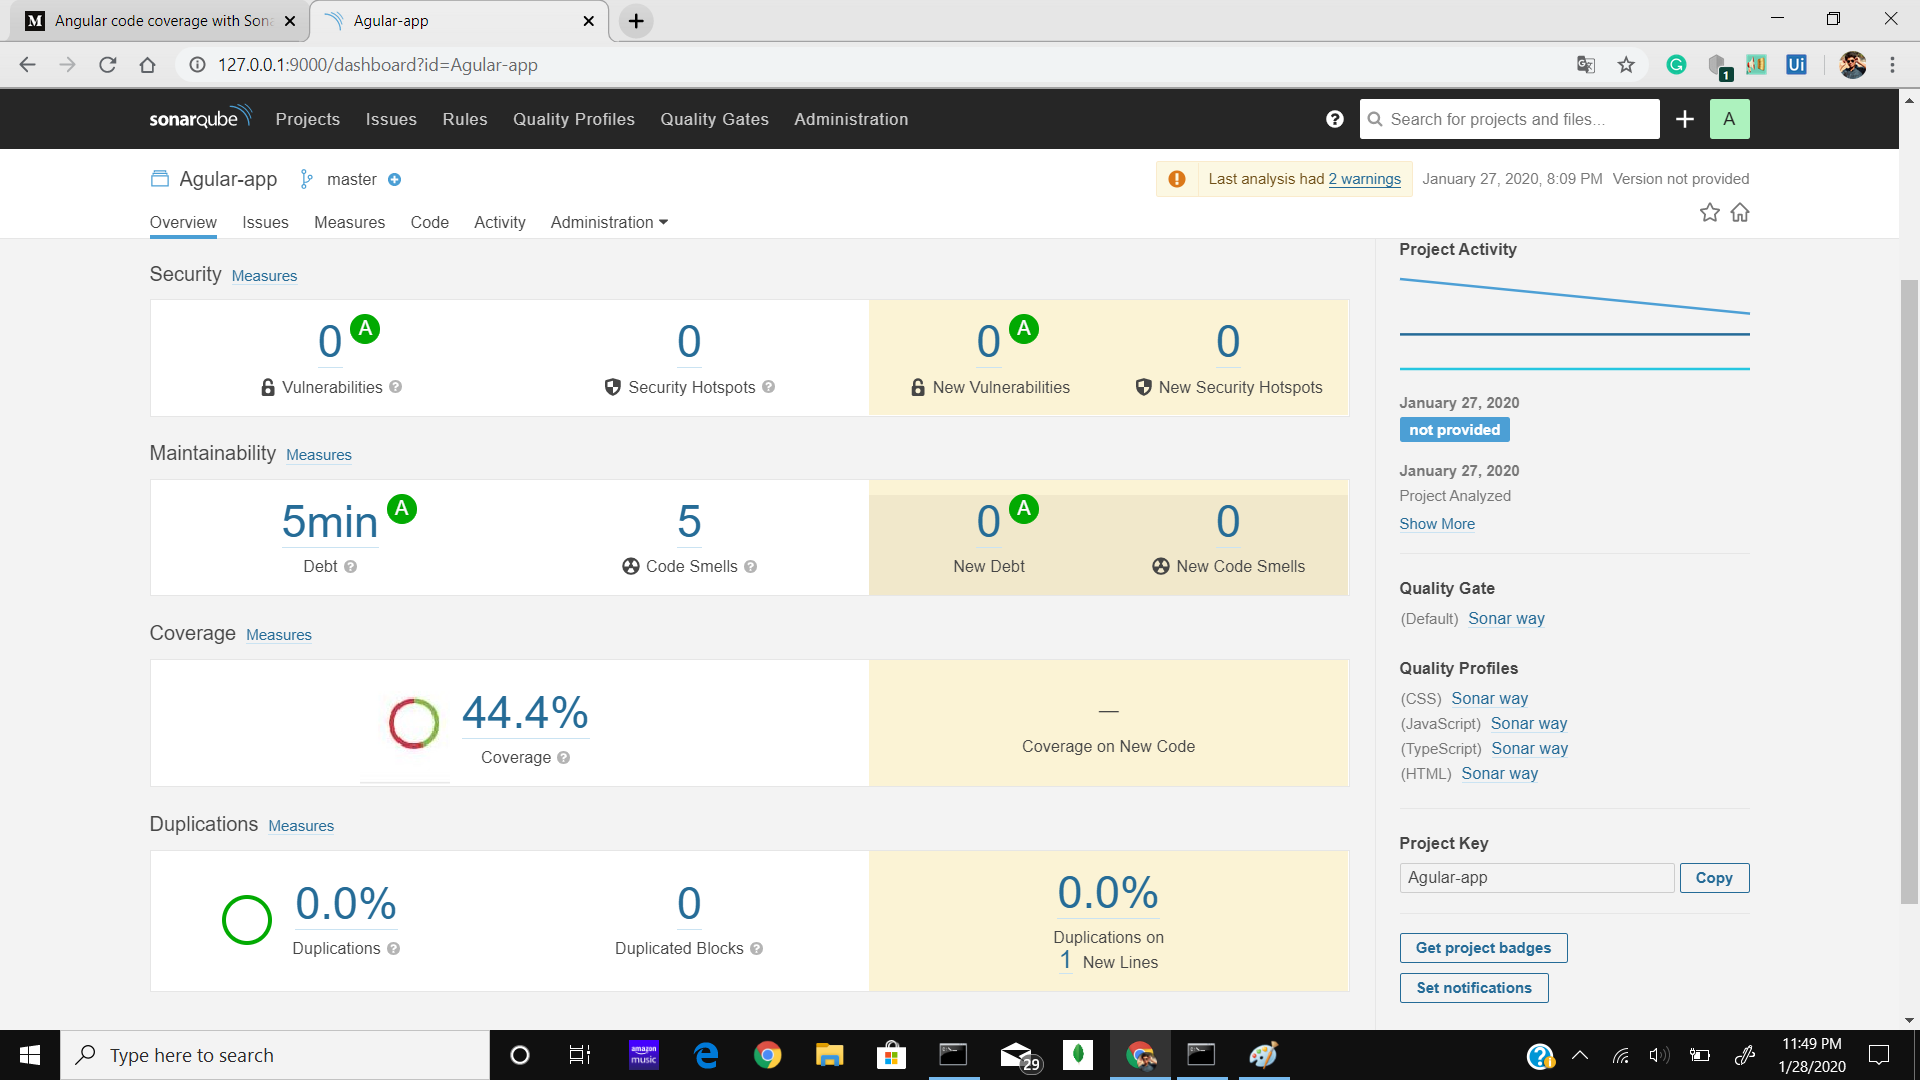 Angular code coverage with Sona
Agular-app
127.0.0.1:9000/dashboard?id=Agular-app
1
Ui
sonarqube Projects Issues Rules Quality Profiles Quality Gates Administration
Search for projects and files...
A
Agular-app master
Last analysis had 2 warnings January 27, 2020, 8:09 PM Version not provided
Overview Issues Measures Code Activity Administration
Security Measures
0 A 0 0 A 0
Vulnerabilities Security Hotspots New Vulnerabilities New Security Hotspots
Maintainability Measures
5min A 5 0 A 0
Debt Code Smells New Debt New Code Smells
Coverage Measures
44.4% —
Coverage Coverage on New Code
Duplications Measures
0.0% 0 0.0%
Duplications Duplicated Blocks Duplications on
1 New Lines
Project Activity
January 27, 2020
not provided
January 27, 2020
Project Analyzed
Show More
Quality Gate
(Default) Sonar way
Quality Profiles
(CSS) Sonar way
(JavaScript) Sonar way
(TypeScript) Sonar way
(HTML) Sonar way
Project Key
Agular-app Copy
Get project badges
Set notifications
Type here to search
amazon
music
29
11:49 PM
1/28/2020